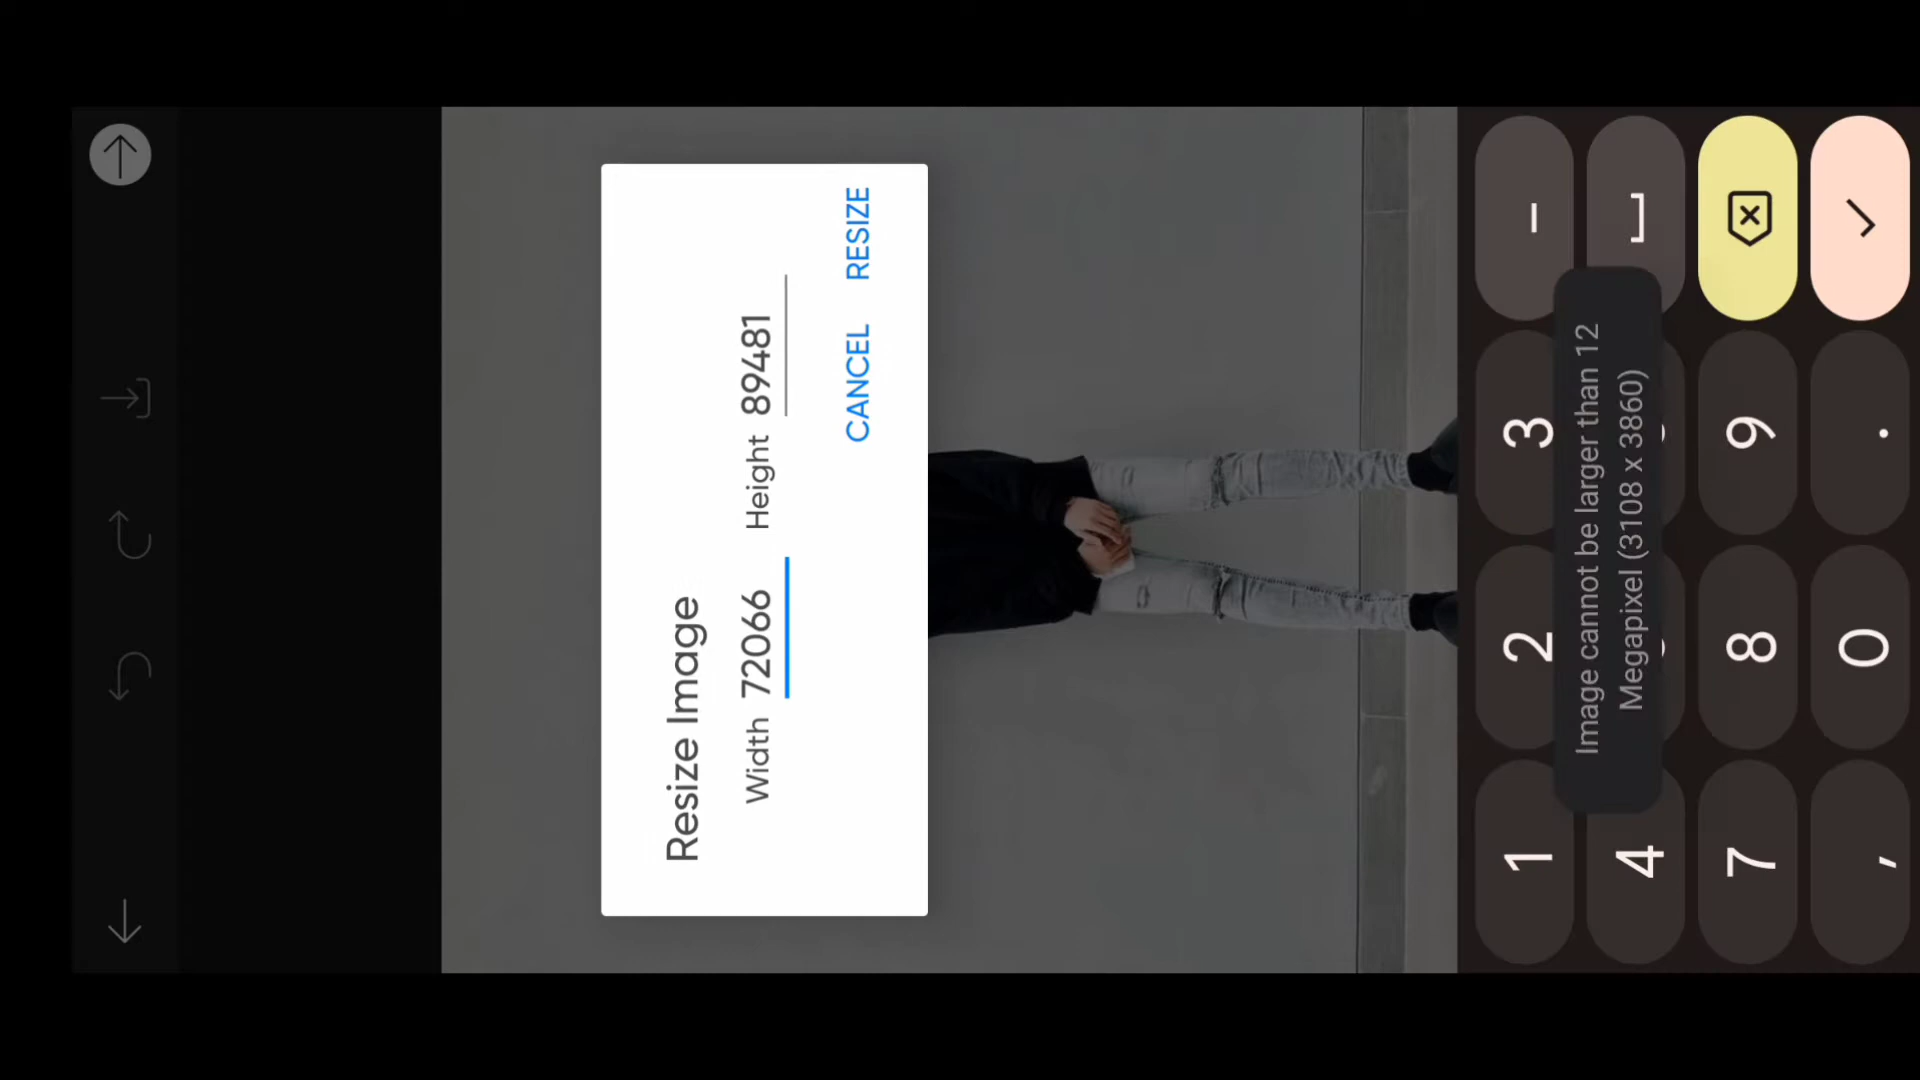 Resize Image
Width 72066 Height 89481
CANCEL RESIZE
1 2 3 –
4
Image cannot be larger than 12
Megapixel (3108 x 3860)
7 8 9
, 0 .